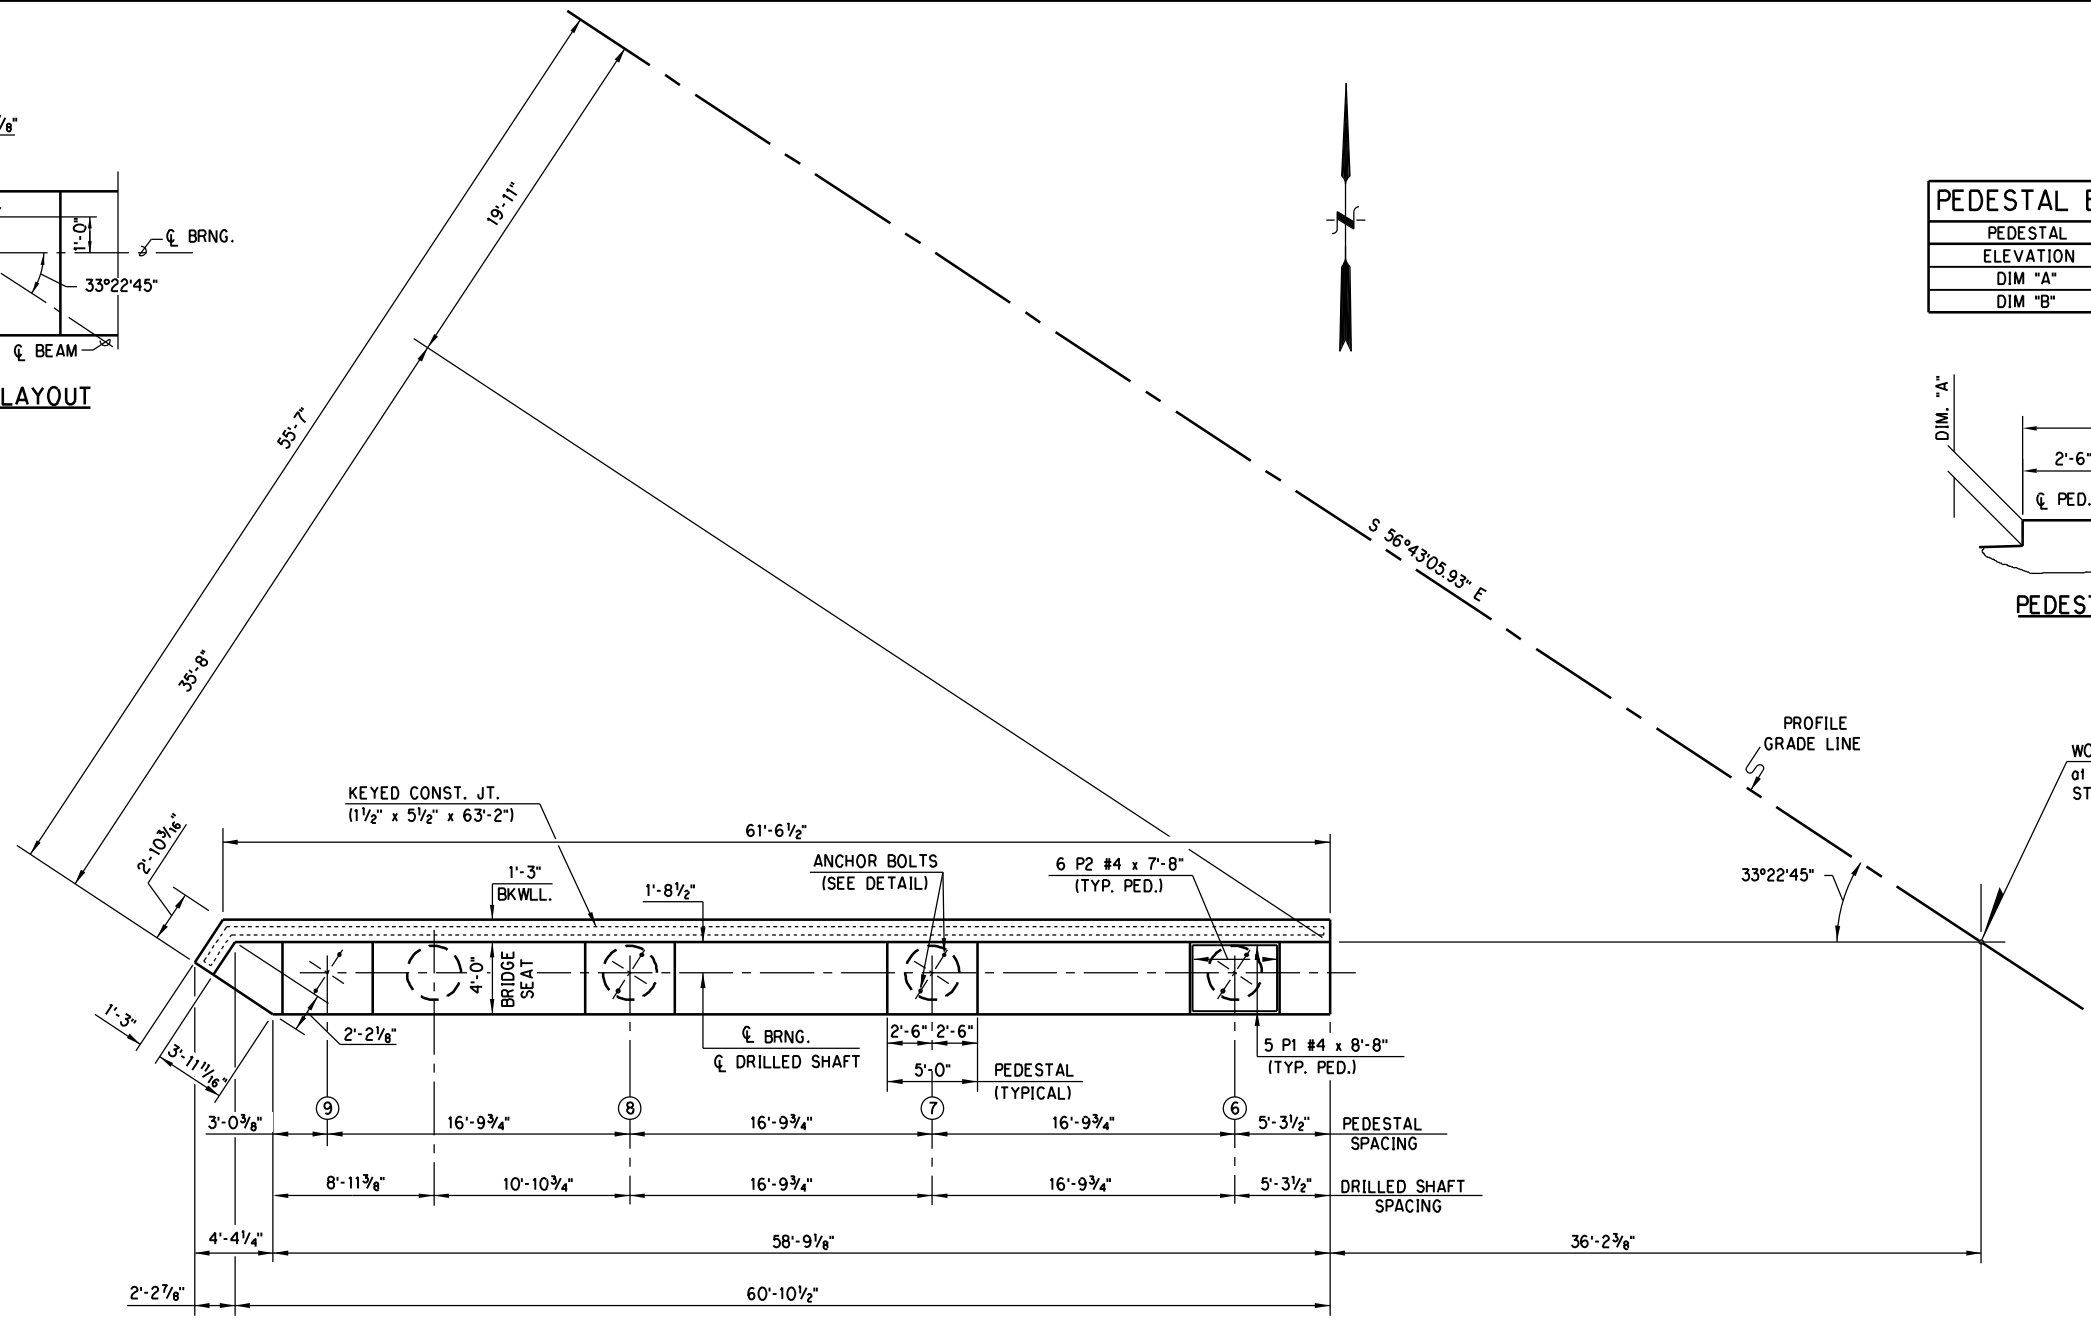 1'-0"
℄ BRNG.
33°22'45"
℄ BEAM
LAYOUT
19'-11"
55'-7"
35'-8"
S 56°43'05.93" E
PEDESTAL
PEDESTAL
ELEVATION
DIM "A"
DIM "B"
DIM. "A"
2'-6"
℄ PED.
PROFILE
GRADE LINE
at
33°22'45"
KEYED CONST. JT.
(1½" x 5½" x 63'-2")
61'-6½"
2'-10³⁄₁₆"
1'-3"
BKWLL.
1'-8½"
ANCHOR BOLTS
(SEE DETAIL)
6 P2 #4 x 7'-8"
(TYP. PED.)
4'-0"
BRIDGE
SEAT
1'-3"
3'-11¹¹⁄₁₆"
2'-2⅛"
℄ BRNG.
℄ DRILLED SHAFT
2'-6" 2'-6"
5'-0"
PEDESTAL
(TYPICAL)
5 P1 #4 x 8'-8"
(TYP. PED.)
9 8 7 6
3'-0⅜" 16'-9¾" 16'-9¾" 16'-9¾" 5'-3½" PEDESTAL
SPACING
8'-11⅜" 10'-10¾" 16'-9¾" 16'-9¾" 5'-3½" DRILLED SHAFT
SPACING
4'-4¼" 58'-9⅛" 36'-2⅜"
2'-2⅞" 60'-10½"